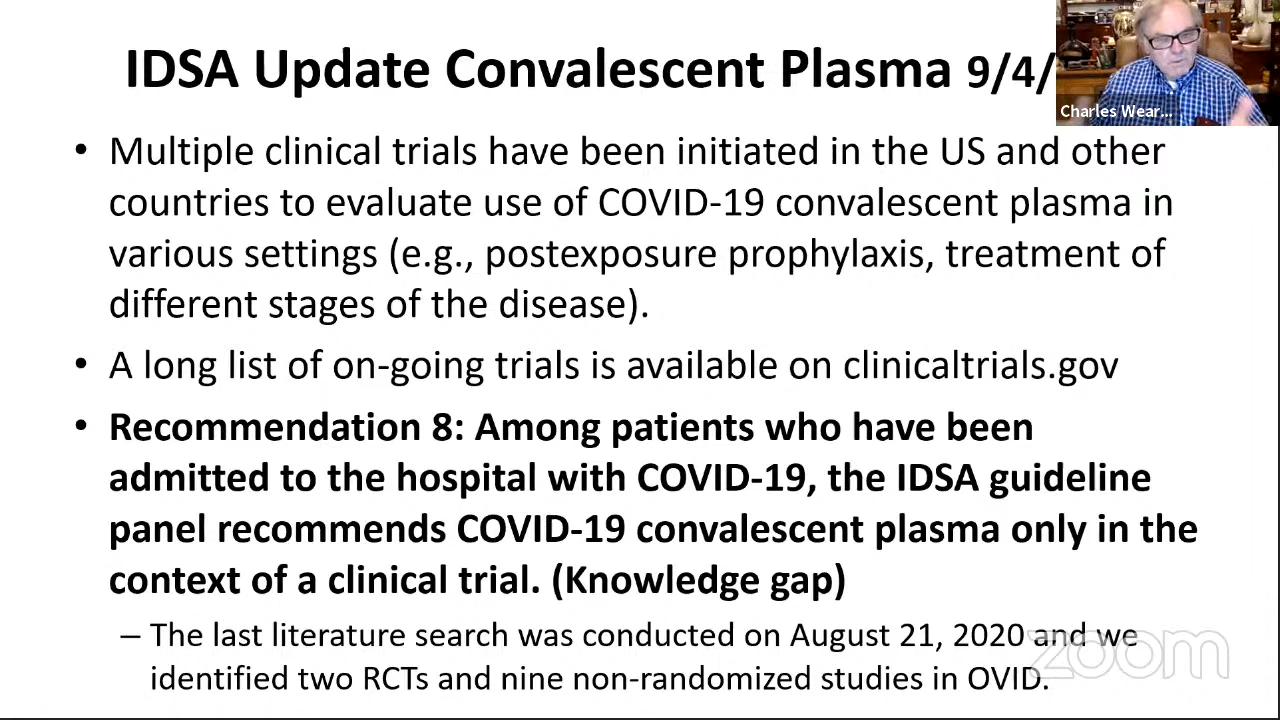 IDSA Update Convalescent Plasma 9/4/
Charles Wear...
• Multiple clinical trials have been initiated in the US and other
countries to evaluate use of COVID-19 convalescent plasma in
various settings (e.g., postexposure prophylaxis, treatment of
different stages of the disease).
• A long list of on-going trials is available on clinicaltrials.gov
• Recommendation 8: Among patients who have been
admitted to the hospital with COVID-19, the IDSA guideline
panel recommends COVID-19 convalescent plasma only in the
context of a clinical trial. (Knowledge gap)
– The last literature search was conducted on August 21, 2020 and we
identified two RCTs and nine non-randomized studies in OVID.
zoom